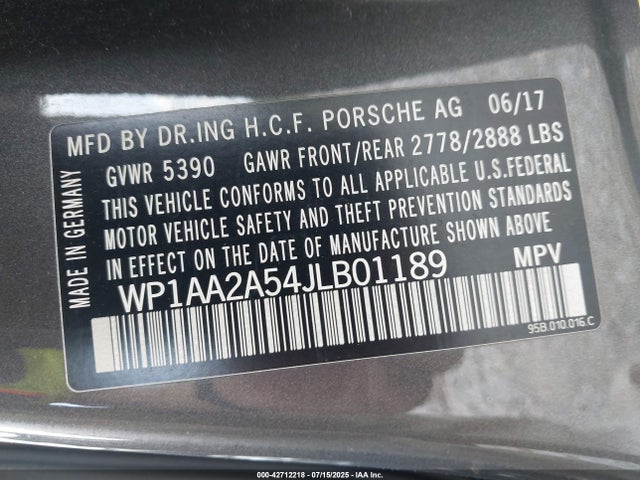 MFD BY DR.ING H.C.F. PORSCHE AG 06/17
GVWR 5390 GAWR FRONT/REAR 2778/2888 LBS
THIS VEHICLE CONFORMS TO ALL APPLICABLE U.S.FEDERAL
MOTOR VEHICLE SAFETY AND THEFT PREVENTION STANDARDS
IN EFFECT ON THE DATE OF MANUFACTURE SHOWN ABOVE
WP1AA2A54JLB01189 MPV
95B.010.016.C
MADE IN GERMANY
000-42712218 - 07/15/2025 - IAA Inc.